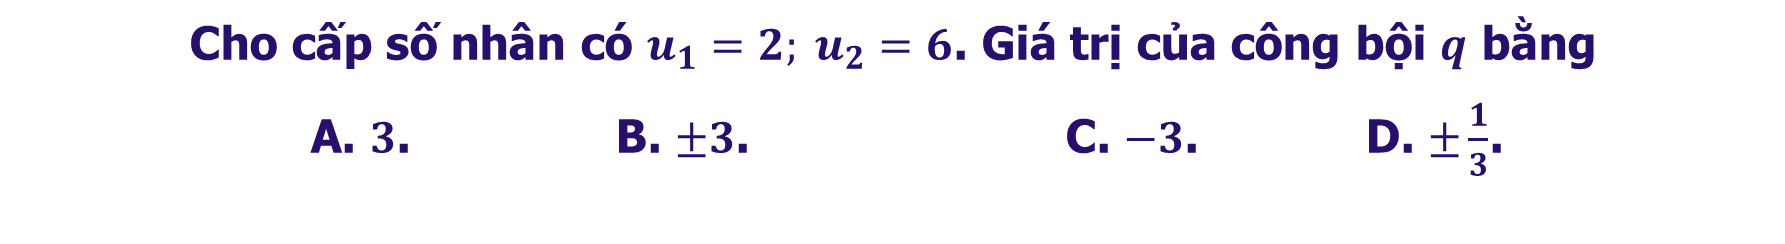 Cho cấp số nhân có u₁ = 2; u₂ = 6. Giá trị của công bội q bằng
A. 3. B. ±3. C. −3. D. ±1/3.